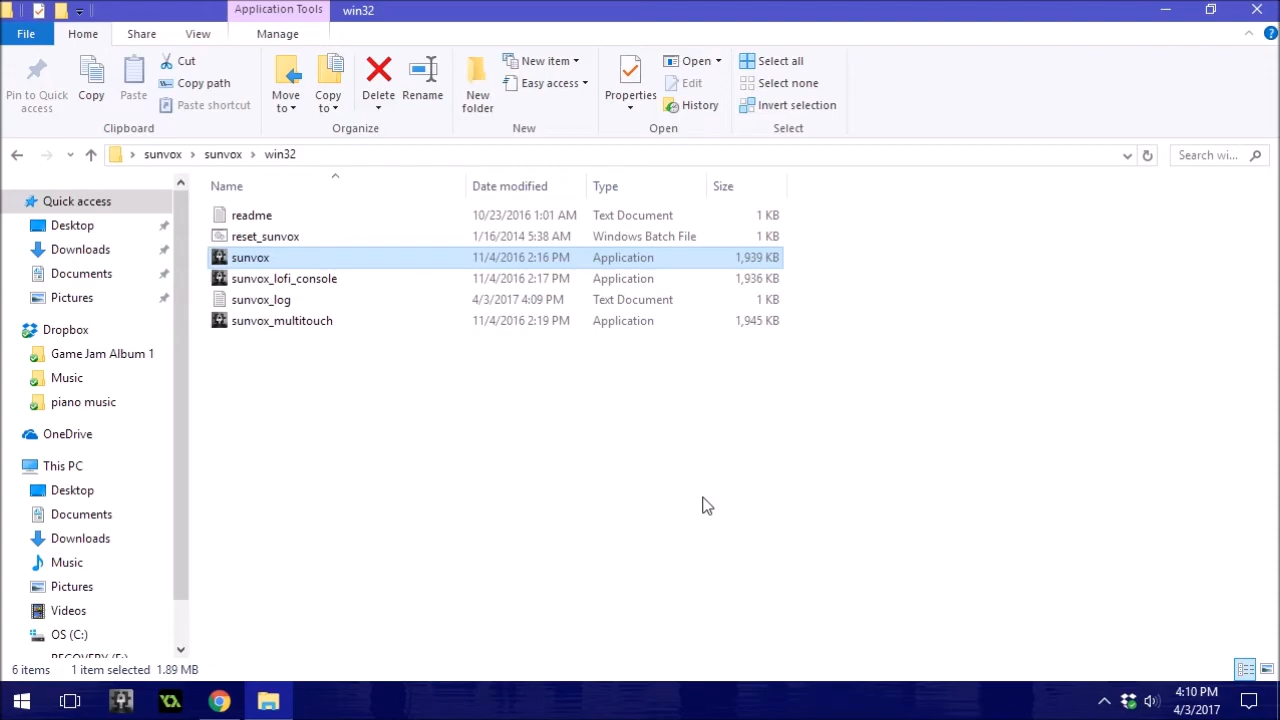 Application Tools win32
File Home Share View Manage
Pin to Quick access
Copy
Paste
Cut
Copy path
Paste shortcut
Clipboard
Move to
Copy to
Delete
Rename
Organize
New folder
New item
Easy access
New
Properties
Open
Edit
History
Open
Select all
Select none
Invert selection
Select
sunvox sunvox win32
Search wi...
Name Date modified Type Size
readme 10/23/2016 1:01 AM Text Document 1 KB
reset_sunvox 1/16/2014 5:38 AM Windows Batch File 1 KB
sunvox 11/4/2016 2:16 PM Application 1,939 KB
sunvox_lofi_console 11/4/2016 2:17 PM Application 1,936 KB
sunvox_log 4/3/2017 4:09 PM Text Document 1 KB
sunvox_multitouch 11/4/2016 2:19 PM Application 1,945 KB
Quick access
Desktop
Downloads
Documents
Pictures
Dropbox
Game Jam Album 1
Music
piano music
OneDrive
This PC
Desktop
Documents
Downloads
Music
Pictures
Videos
OS (C:)
RECOVERY (E:)
6 items 1 item selected 1.89 MB
4:10 PM
4/3/2017